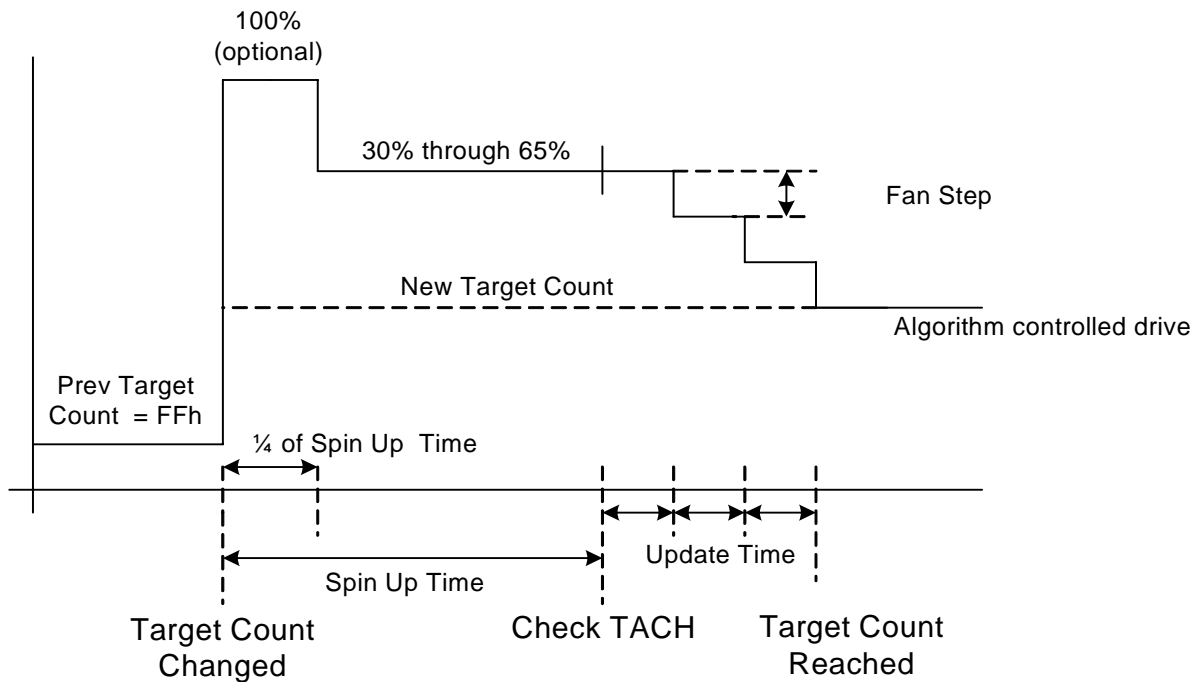 100%
(optional)
30% through 65%
Fan Step
New Target Count
Algorithm controlled drive
Prev Target
Count = FFh
¼ of Spin Up Time
Update Time
Spin Up Time
Target Count
Changed
Check TACH
Target Count
Reached